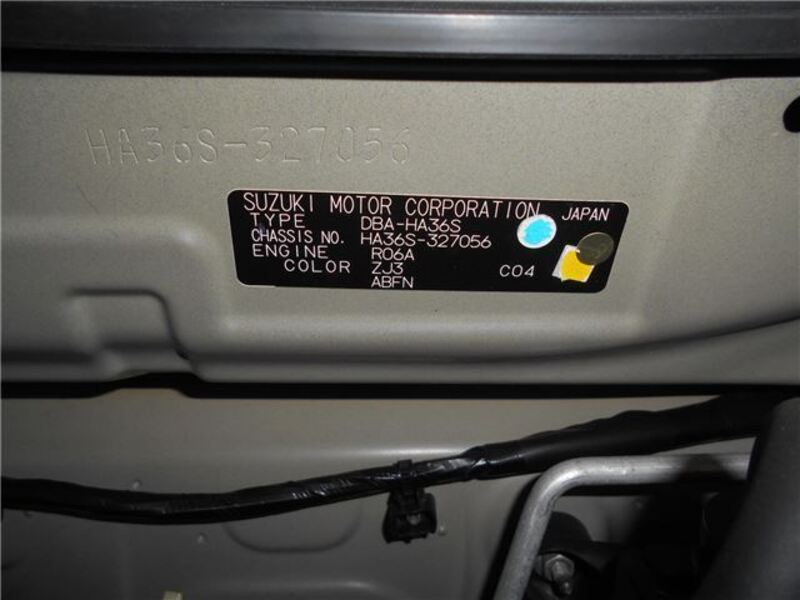 HA36S-327056
SUZUKI MOTOR CORPORATION JAPAN
TYPE DBA-HA36S
CHASSIS NO. HA36S-327056
ENGINE R06A
COLOR ZJ3 C04
ABFN